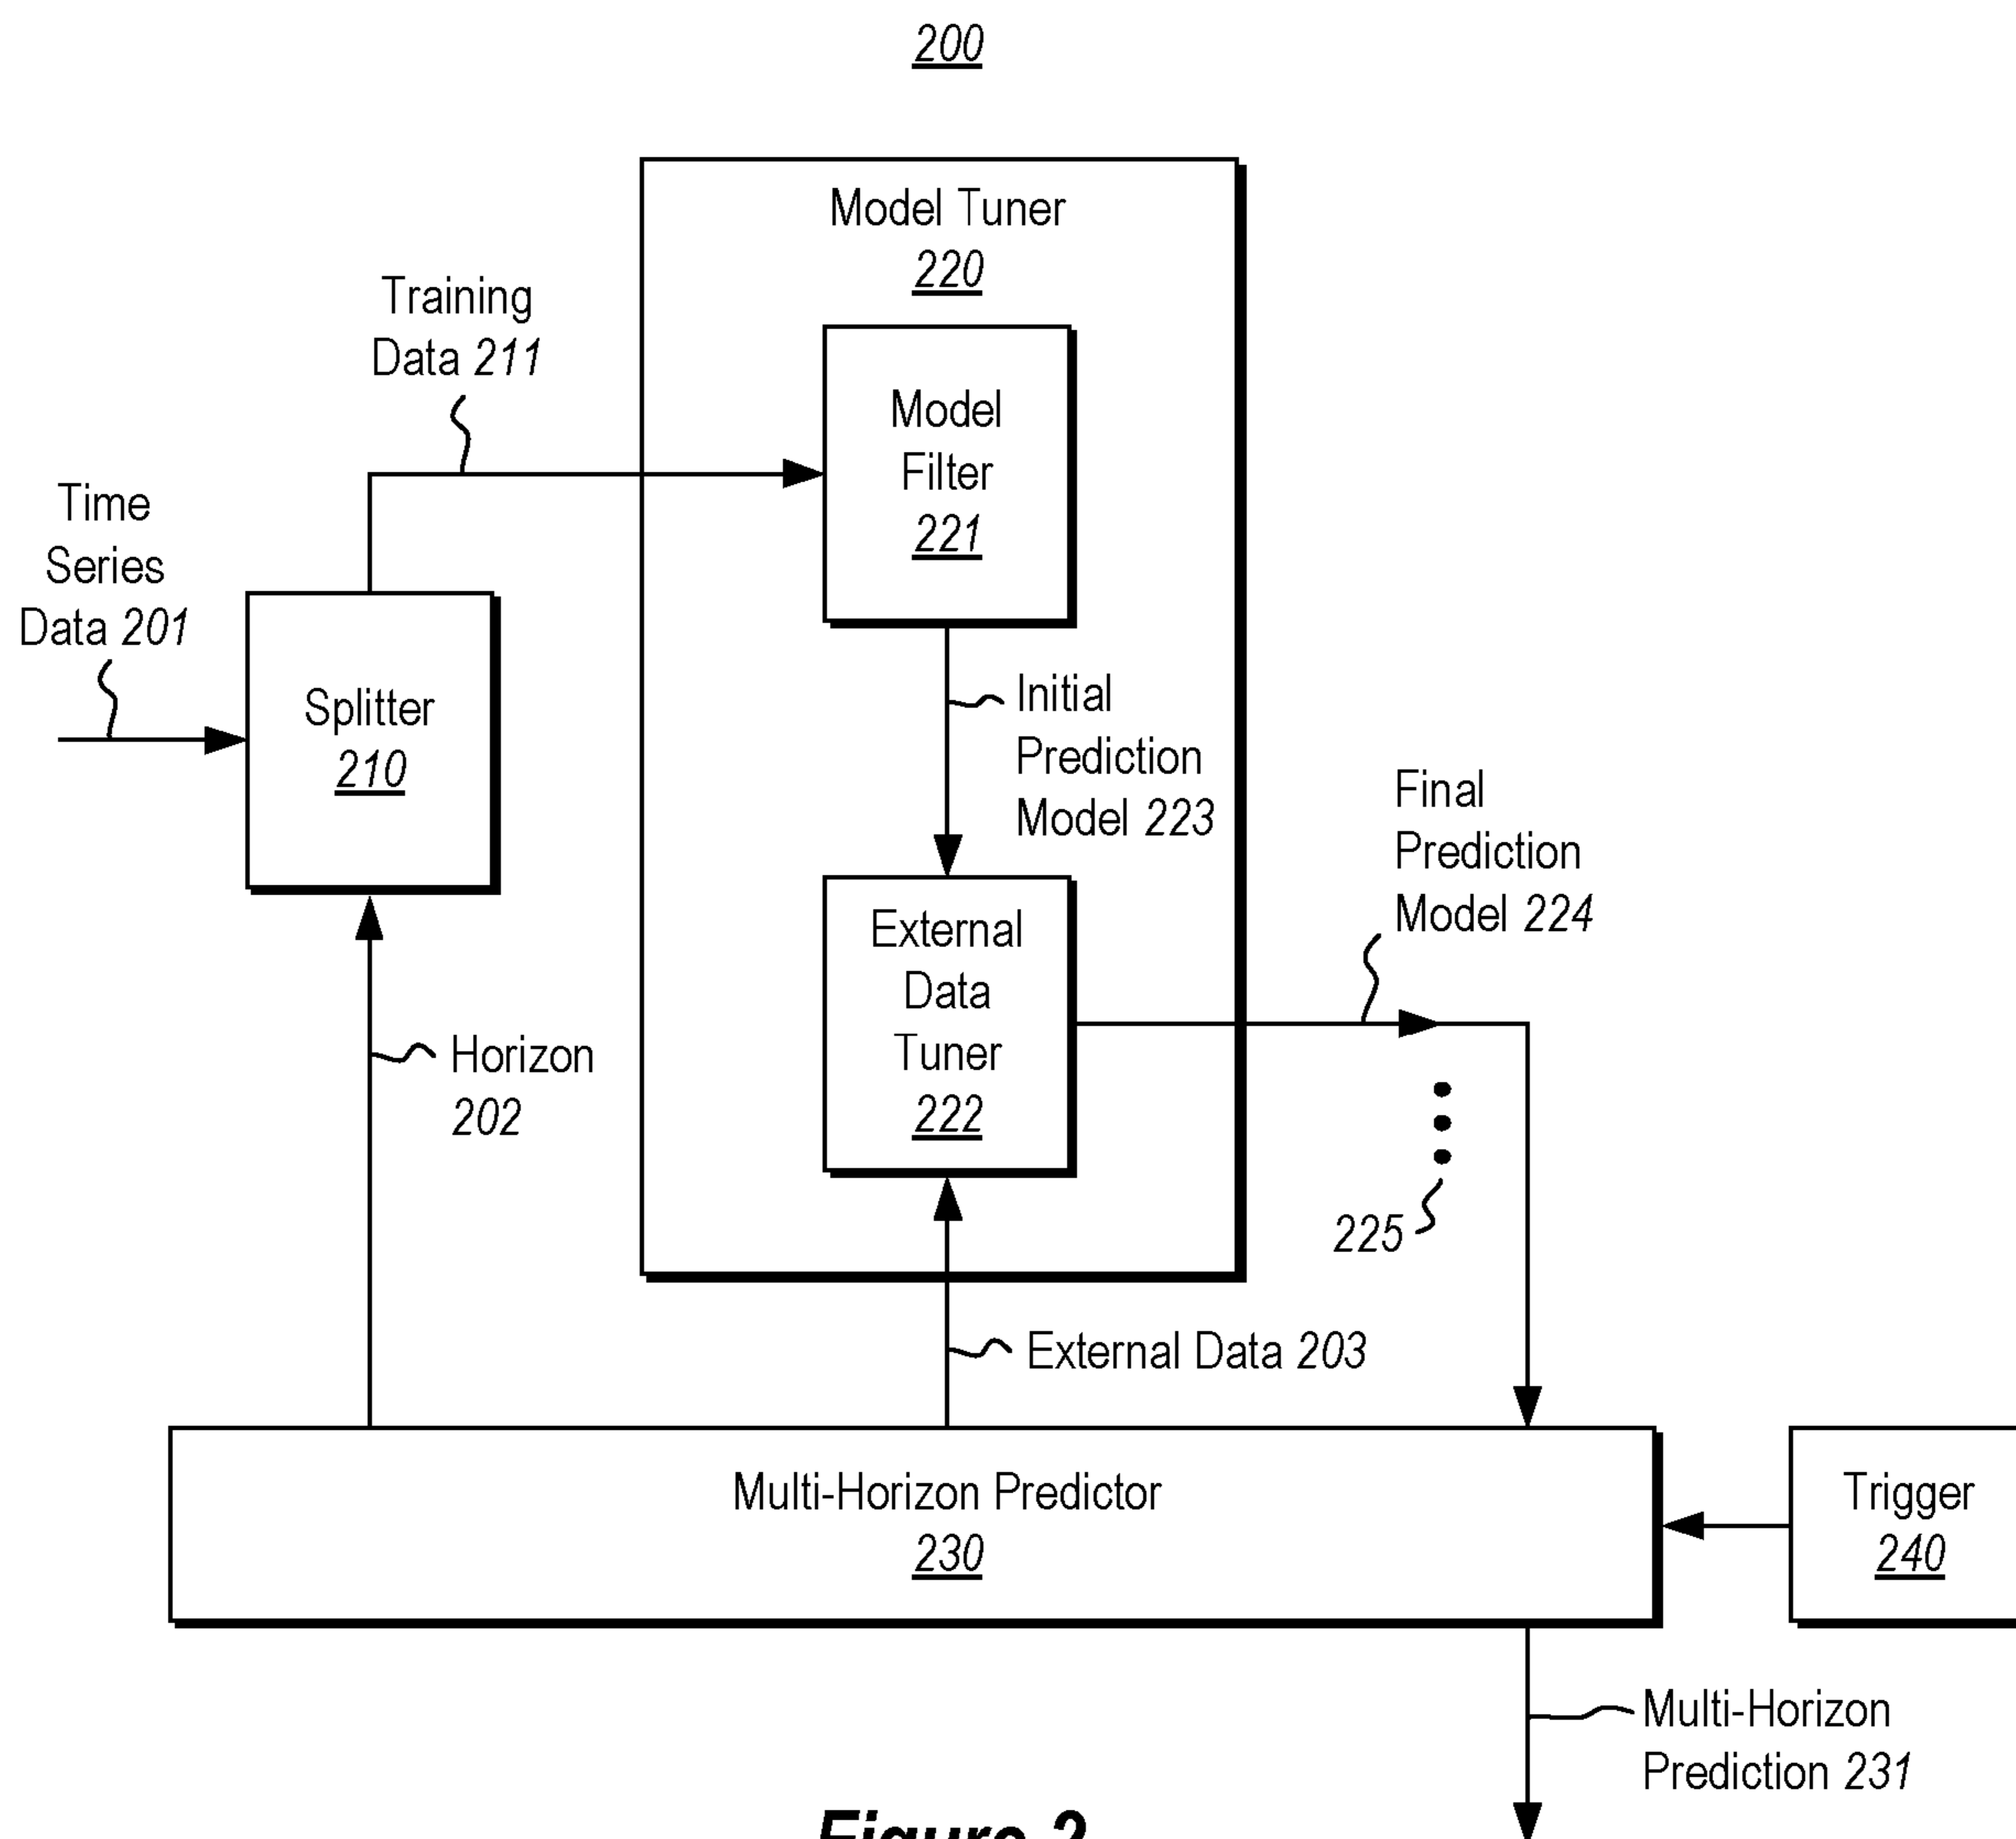 200
Model Tuner
220
Training
Data 211
Model
Filter
221
Time
Series
Data 201
Splitter
210
Initial
Prediction
Model 223
Final
Prediction
Model 224
External
Data
Tuner
222
Horizon
202
225
External Data 203
Multi-Horizon Predictor
230
Trigger
240
Multi-Horizon
Prediction 231
Figure 2